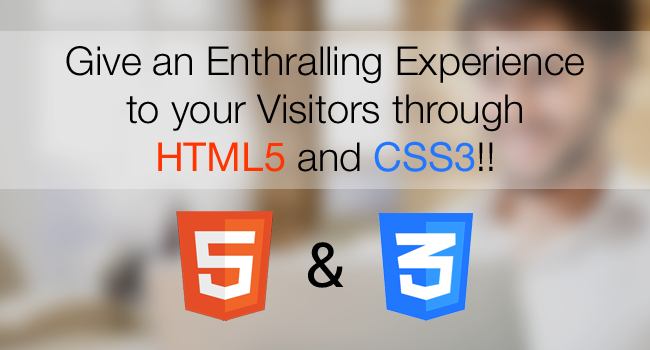 Give an Enthralling Experience
to your Visitors through
HTML5 and CSS3!!
5 & 3